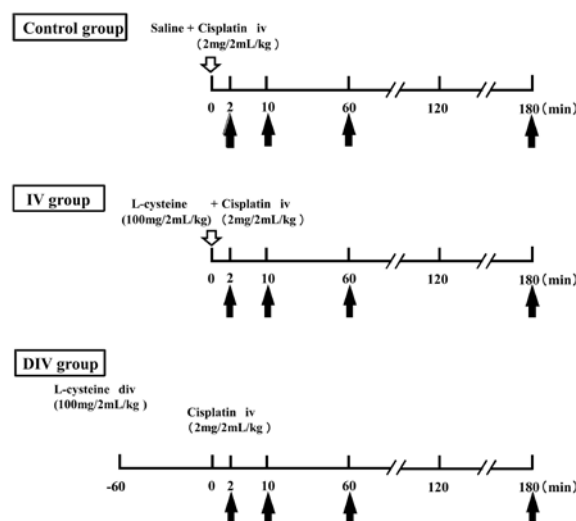 Control group
Saline + Cisplatin iv
(2mg/2mL/kg)
0 2 10 60 120 180(min)
IV group
L-cysteine + Cisplatin iv
(100mg/2mL/kg) (2mg/2mL/kg)
0 2 10 60 120 180(min)
DIV group
L-cysteine div
(100mg/2mL/kg)
Cisplatin iv
(2mg/2mL/kg)
-60 0 2 10 60 120 180(min)